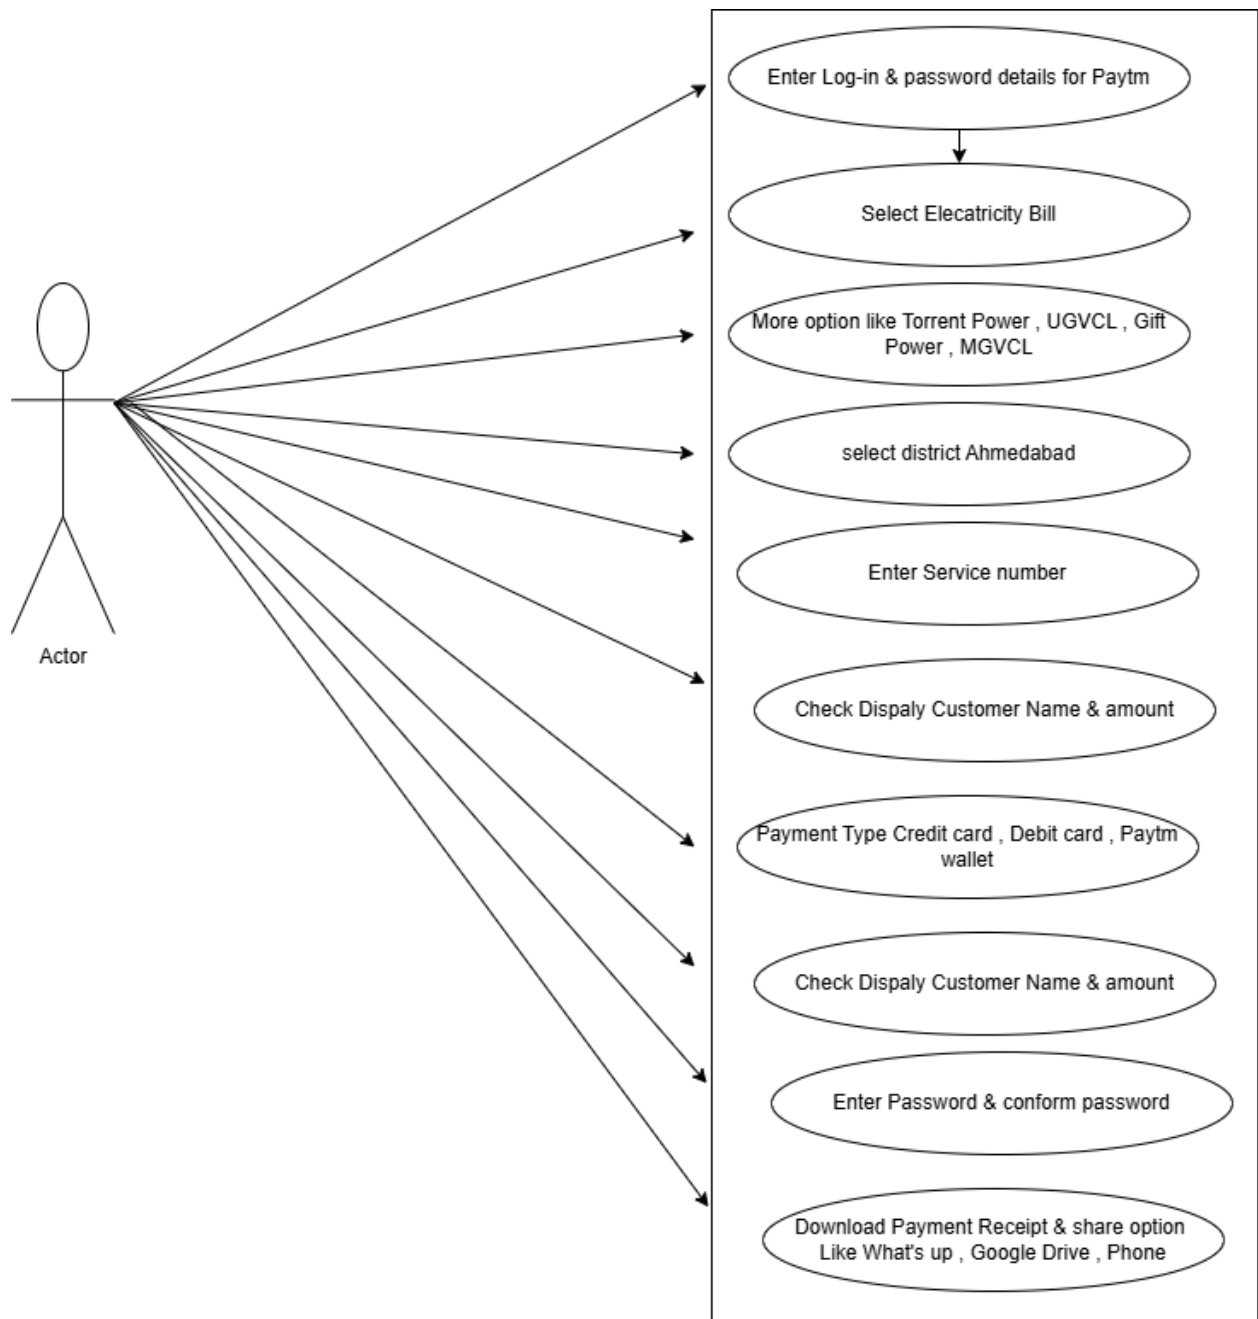 Enter Log-in & password details for Paytm
Select Elecatricity Bill
More option like Torrent Power , UGVCL , Gift
Power , MGVCL
select district Ahmedabad
Enter Service number
Actor
Check Dispaly Customer Name & amount
Payment Type Credit card , Debit card , Paytm
wallet
Check Dispaly Customer Name & amount
Enter Password & conform password
Download Payment Receipt & share option
Like What's up , Google Drive , Phone